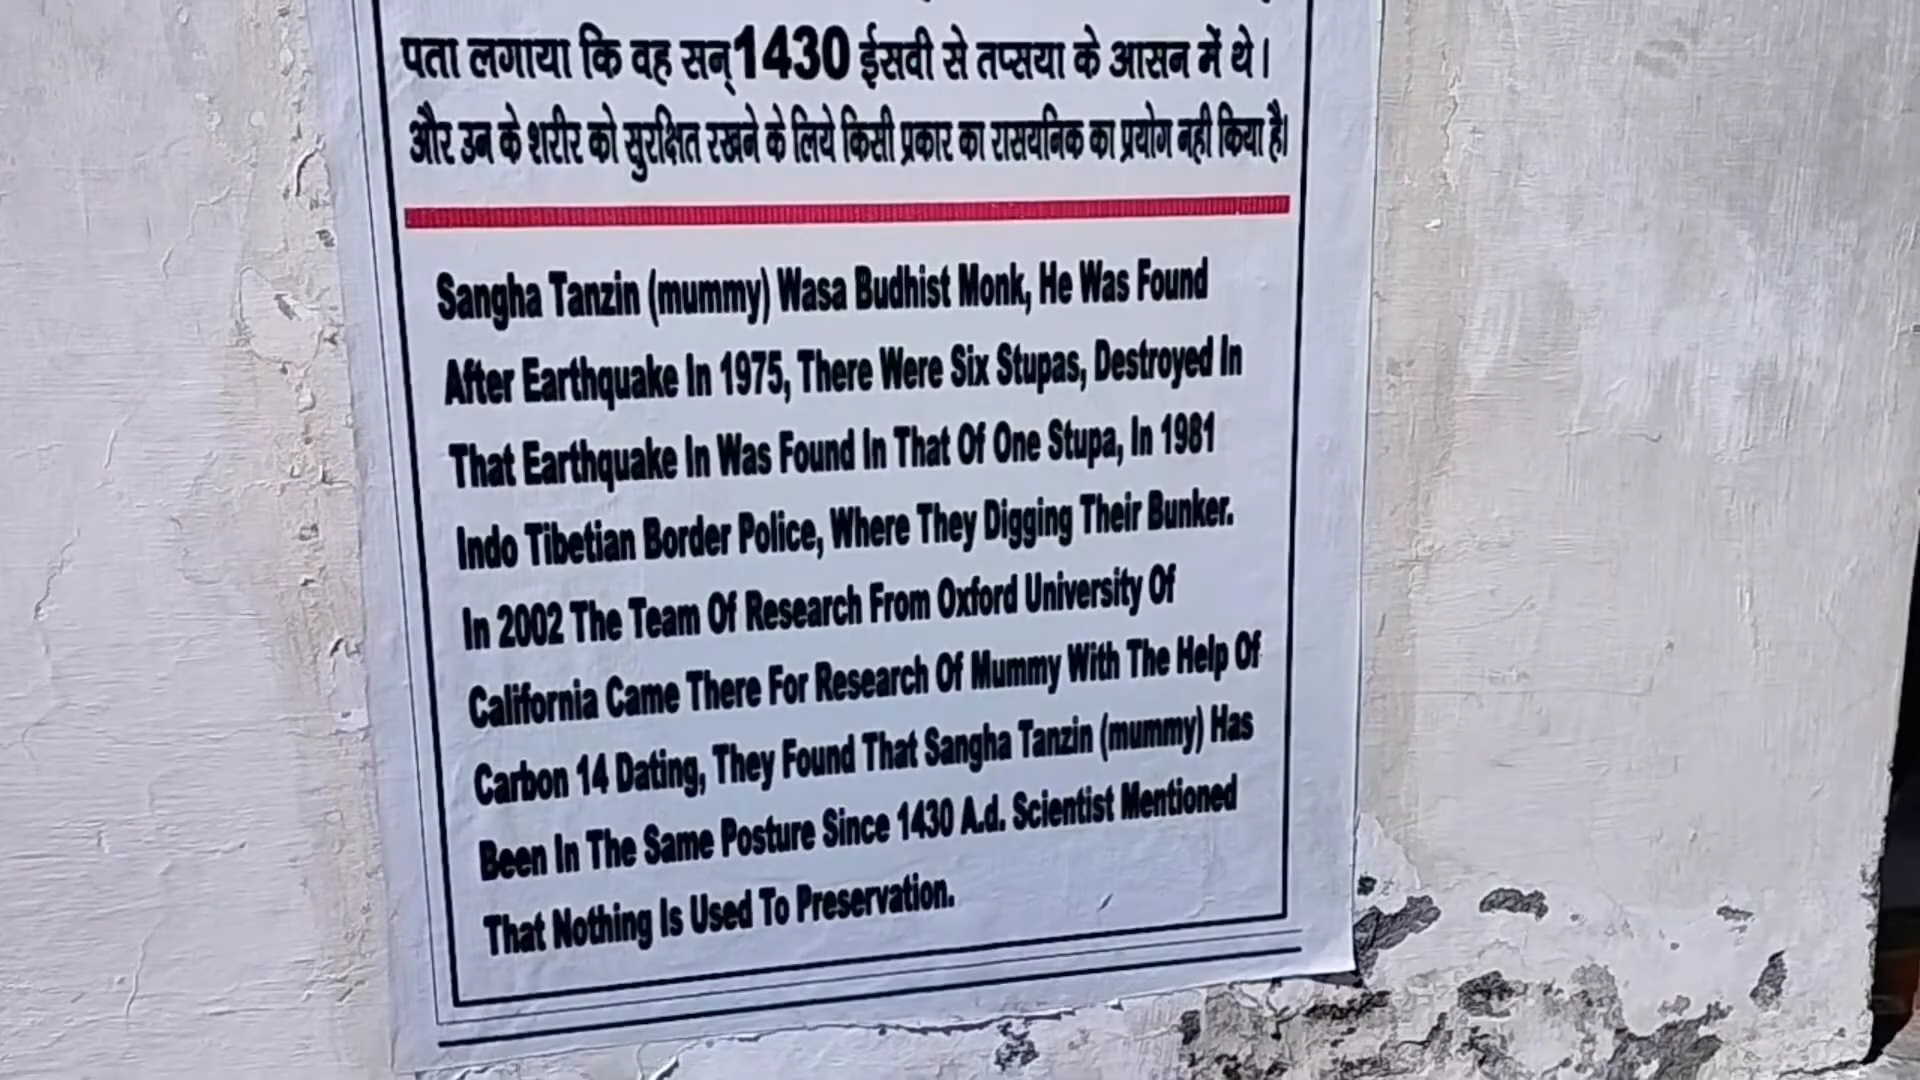 पता लगाया कि वह सन् 1430 ईसवी से तप्सया के आसन में थे।
और उन के शरीर को सुरक्षित रखने के लिये किसी प्रकार का रासयनिक का प्रयोग नही किया है।
Sangha Tanzin (mummy) Wasa Budhist Monk, He Was Found
After Earthquake In 1975, There Were Six Stupas, Destroyed In
That Earthquake In Was Found In That Of One Stupa, In 1981
Indo Tibetian Border Police, Where They Digging Their Bunker.
In 2002 The Team Of Research From Oxford University Of
California Came There For Research Of Mummy With The Help Of
Carbon 14 Dating, They Found That Sangha Tanzin (mummy) Has
Been In The Same Posture Since 1430 A.d. Scientist Mentioned
That Nothing Is Used To Preservation.